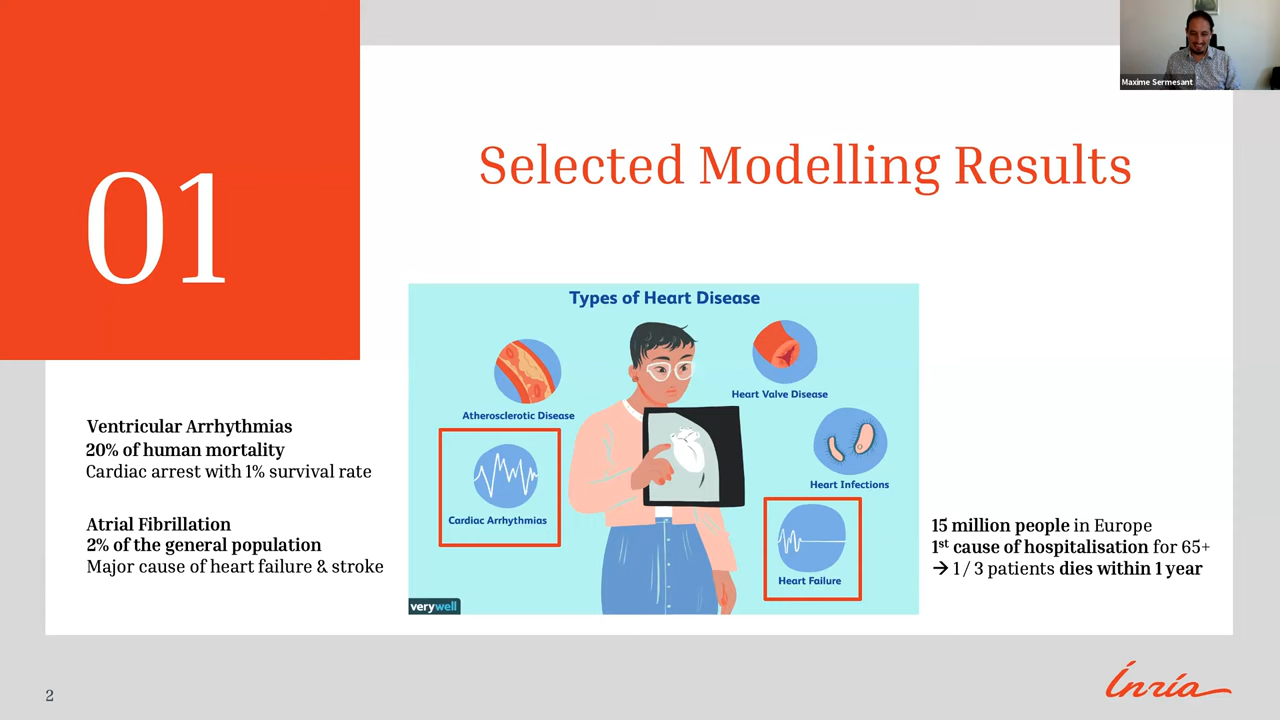 01
Selected Modelling Results
Maxime Sermesant
Types of Heart Disease
Atherosclerotic Disease
Heart Valve Disease
Cardiac Arrhythmias
Heart Infections
Heart Failure
verywell
Ventricular Arrhythmias
20% of human mortality
Cardiac arrest with 1% survival rate
Atrial Fibrillation
2% of the general population
Major cause of heart failure & stroke
15 million people in Europe
1st cause of hospitalisation for 65+
→ 1 / 3 patients dies within 1 year
2
Inria